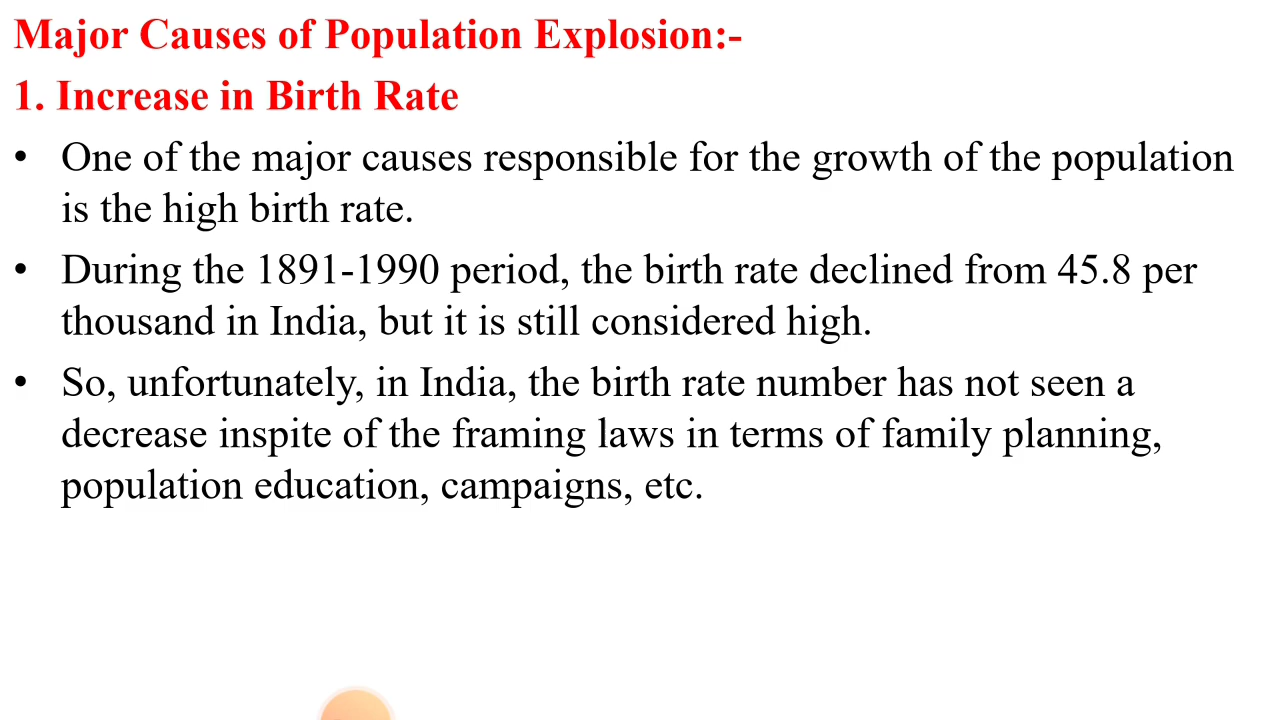 Major Causes of Population Explosion:-
1. Increase in Birth Rate
• One of the major causes responsible for the growth of the population
is the high birth rate.
• During the 1891-1990 period, the birth rate declined from 45.8 per
thousand in India, but it is still considered high.
• So, unfortunately, in India, the birth rate number has not seen a
decrease inspite of the framing laws in terms of family planning,
population education, campaigns, etc.